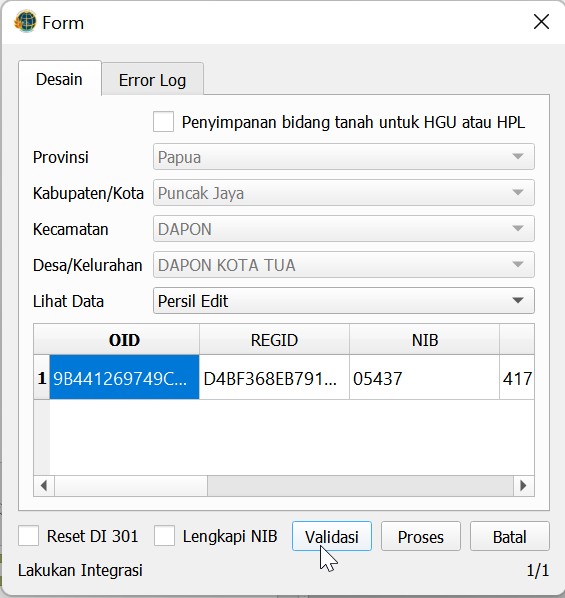 Form
Desain Error Log
Penyimpanan bidang tanah untuk HGU atau HPL
Provinsi Papua
Kabupaten/Kota Puncak Jaya
Kecamatan DAPON
Desa/Kelurahan DAPON KOTA TUA
Lihat Data Persil Edit
OID REGID NIB
1 9B441269749C... D4BF368EB791... 05437 417
Reset DI 301 Lengkapi NIB Validasi Proses Batal
Lakukan Integrasi 1/1